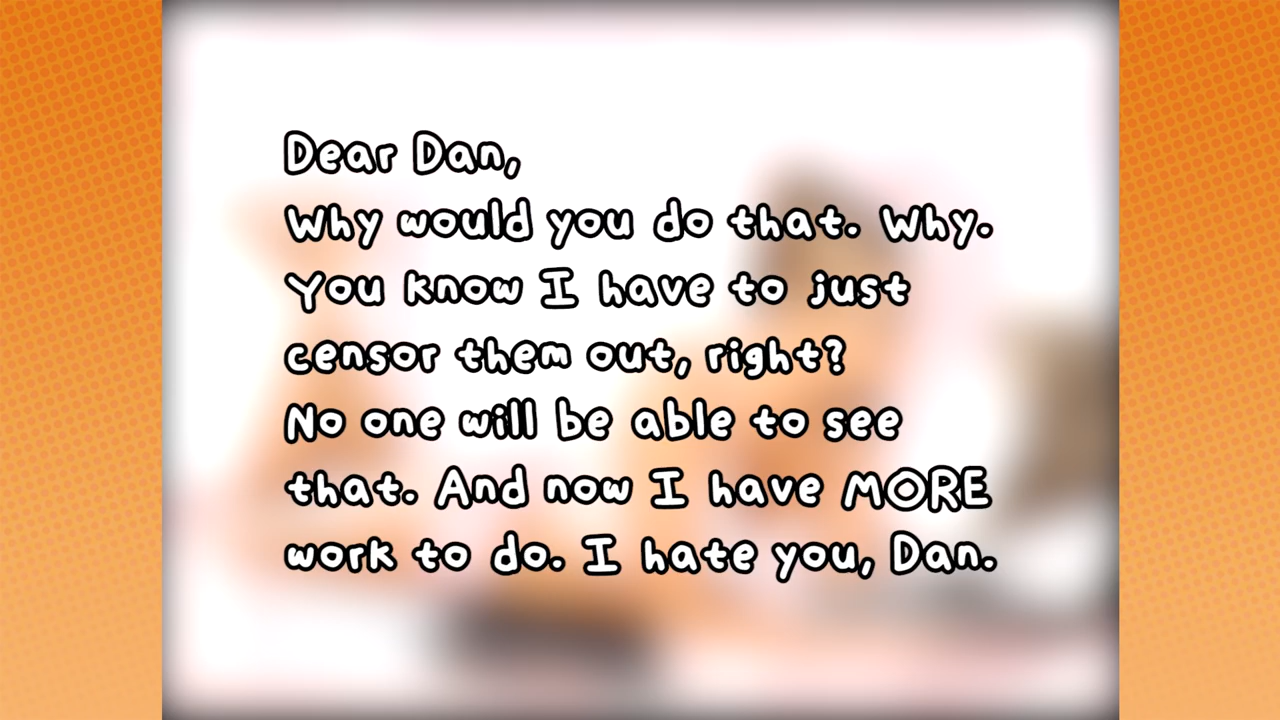 Dear Dan,
Why would you do that. Why.
You know I have to just
censor them out, right?
No one will be able to see
that. And now I have MORE
work to do. I hate you, Dan.